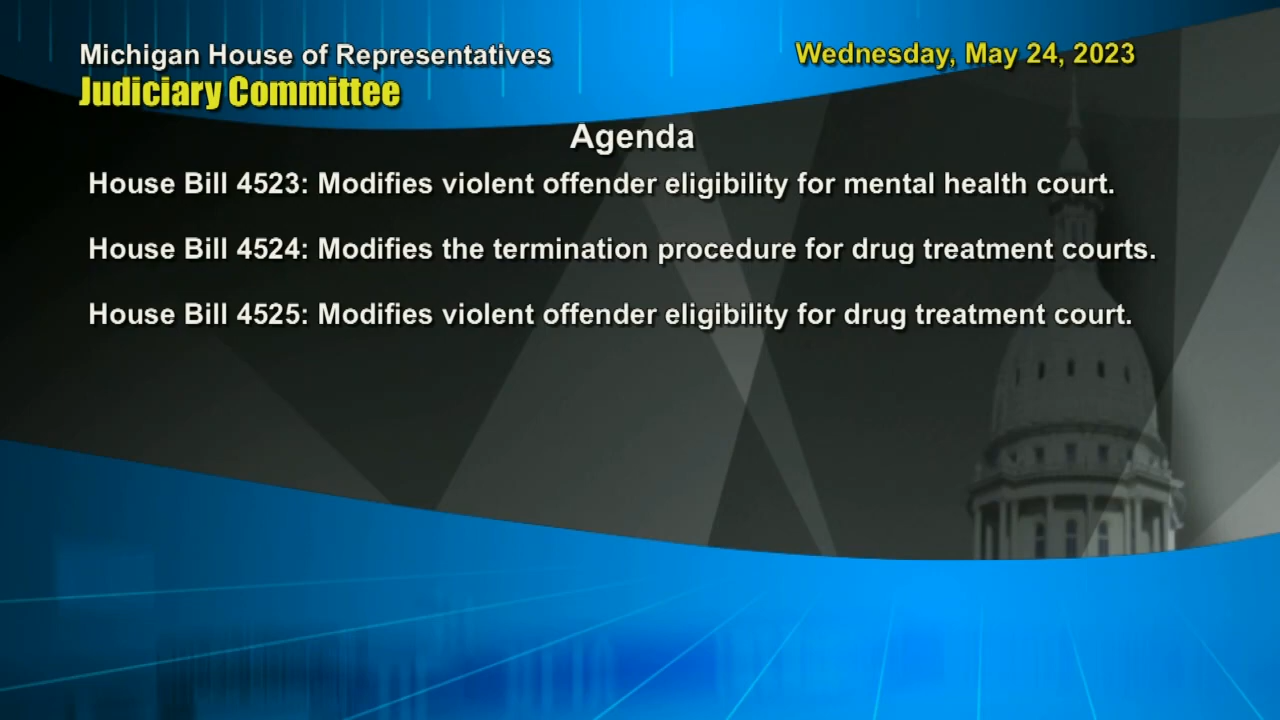 Michigan House of Representatives
Wednesday, May 24, 2023
Judiciary Committee
Agenda
House Bill 4523: Modifies violent offender eligibility for mental health court.
House Bill 4524: Modifies the termination procedure for drug treatment courts.
House Bill 4525: Modifies violent offender eligibility for drug treatment court.